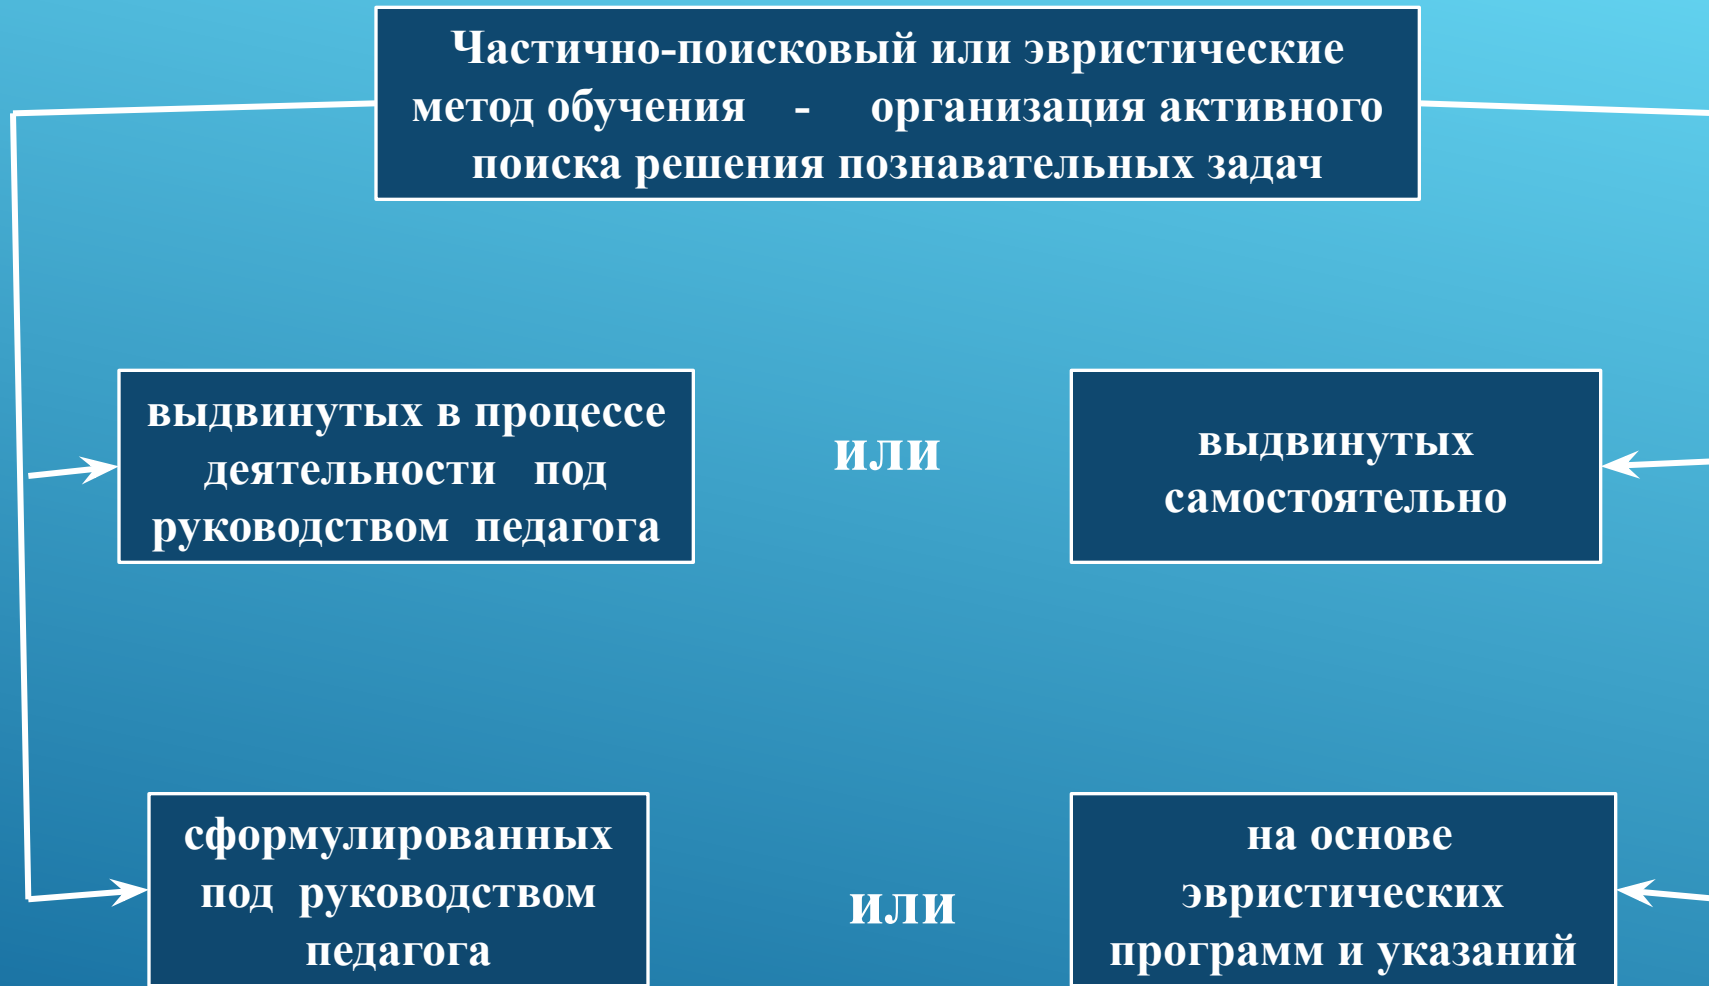 Частично-поисковый или эвристические
метод обучения - организация активного
поиска решения познавательных задач
выдвинутых в процессе
деятельности под
руководством педагога
или
выдвинутых
самостоятельно
сформулированных
под руководством
педагога
или
на основе
эвристических
программ и указаний